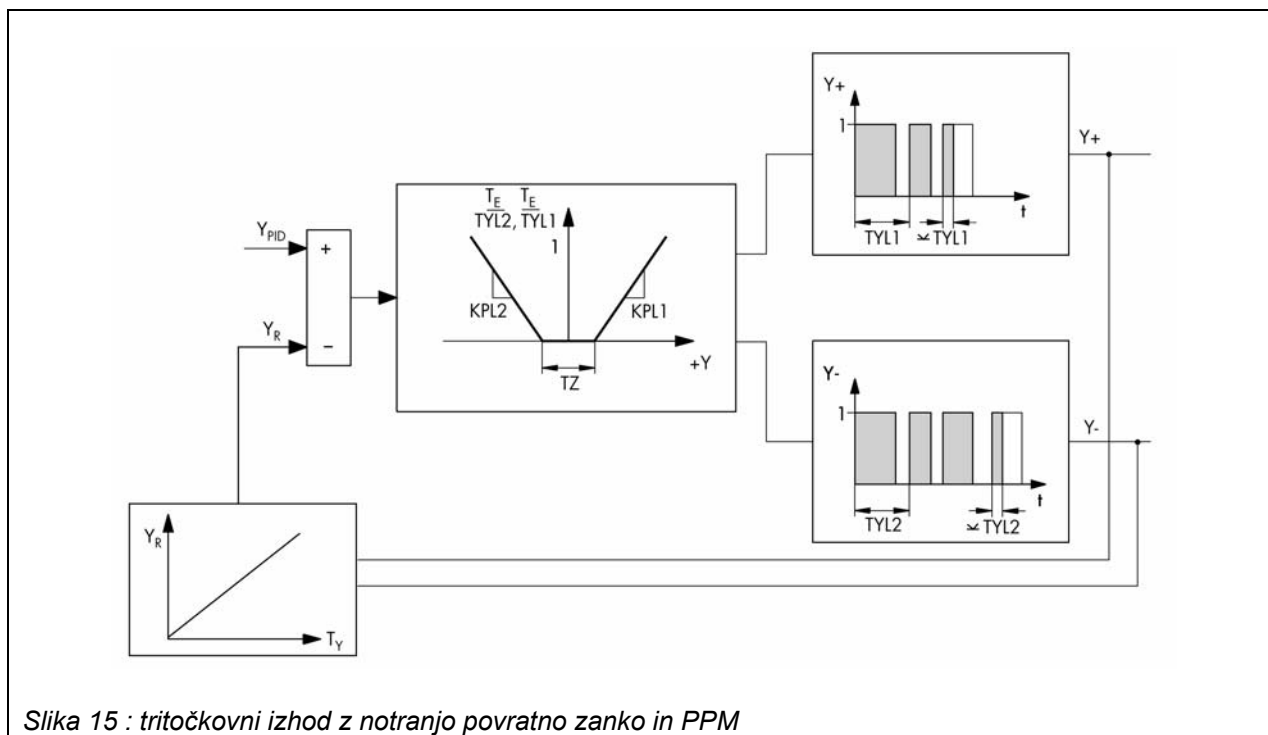 Y+
1
t
TYL1
κ TYL1
Y+
T_E
TYL2, T_E
TYL1
1
KPL2
KPL1
TZ
+Y
Y_PID
+
Y_R
−
Y-
1
t
TYL2
κ TYL2
Y-
Y_R
T_Y
Slika 15 : tritočkovni izhod z notranjo povratno zanko in PPM